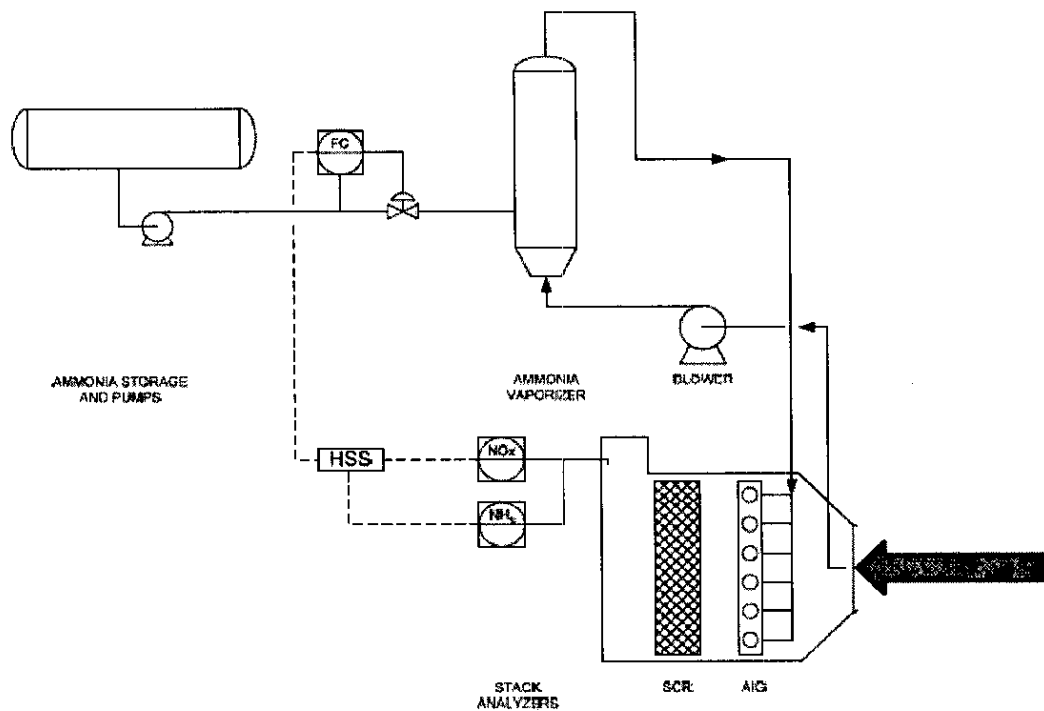 FC
AMMONIA STORAGE
AND PUMPS
AMMONIA
VAPORIZER
BLOWER
HSS
NOx
NH3
STACK
ANALYZERS
SCR
AIG